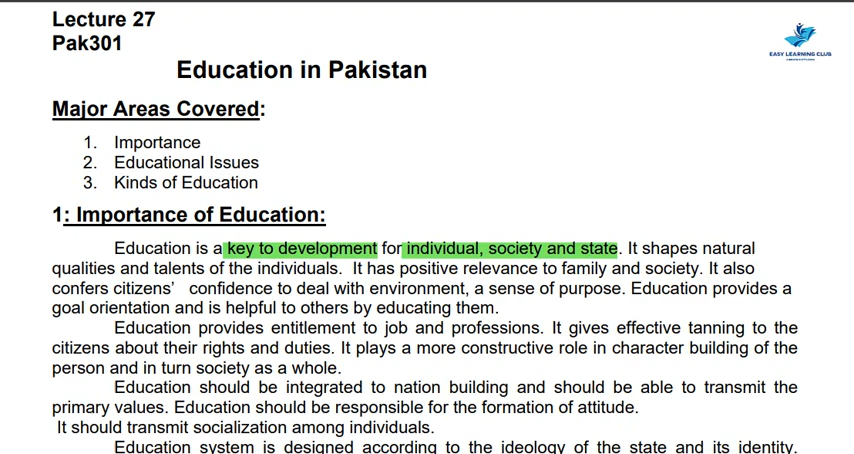 Lecture 27
Pak301
EASY LEARNING CLUB
Education in Pakistan
Major Areas Covered:
1. Importance
2. Educational Issues
3. Kinds of Education
1: Importance of Education:
Education is a key to development for individual, society and state. It shapes natural
qualities and talents of the individuals. It has positive relevance to family and society. It also
confers citizens’ confidence to deal with environment, a sense of purpose. Education provides a
goal orientation and is helpful to others by educating them.
Education provides entitlement to job and professions. It gives effective tanning to the
citizens about their rights and duties. It plays a more constructive role in character building of the
person and in turn society as a whole.
Education should be integrated to nation building and should be able to transmit the
primary values. Education should be responsible for the formation of attitude.
It should transmit socialization among individuals.
Education system is designed according to the ideology of the state and its identity.